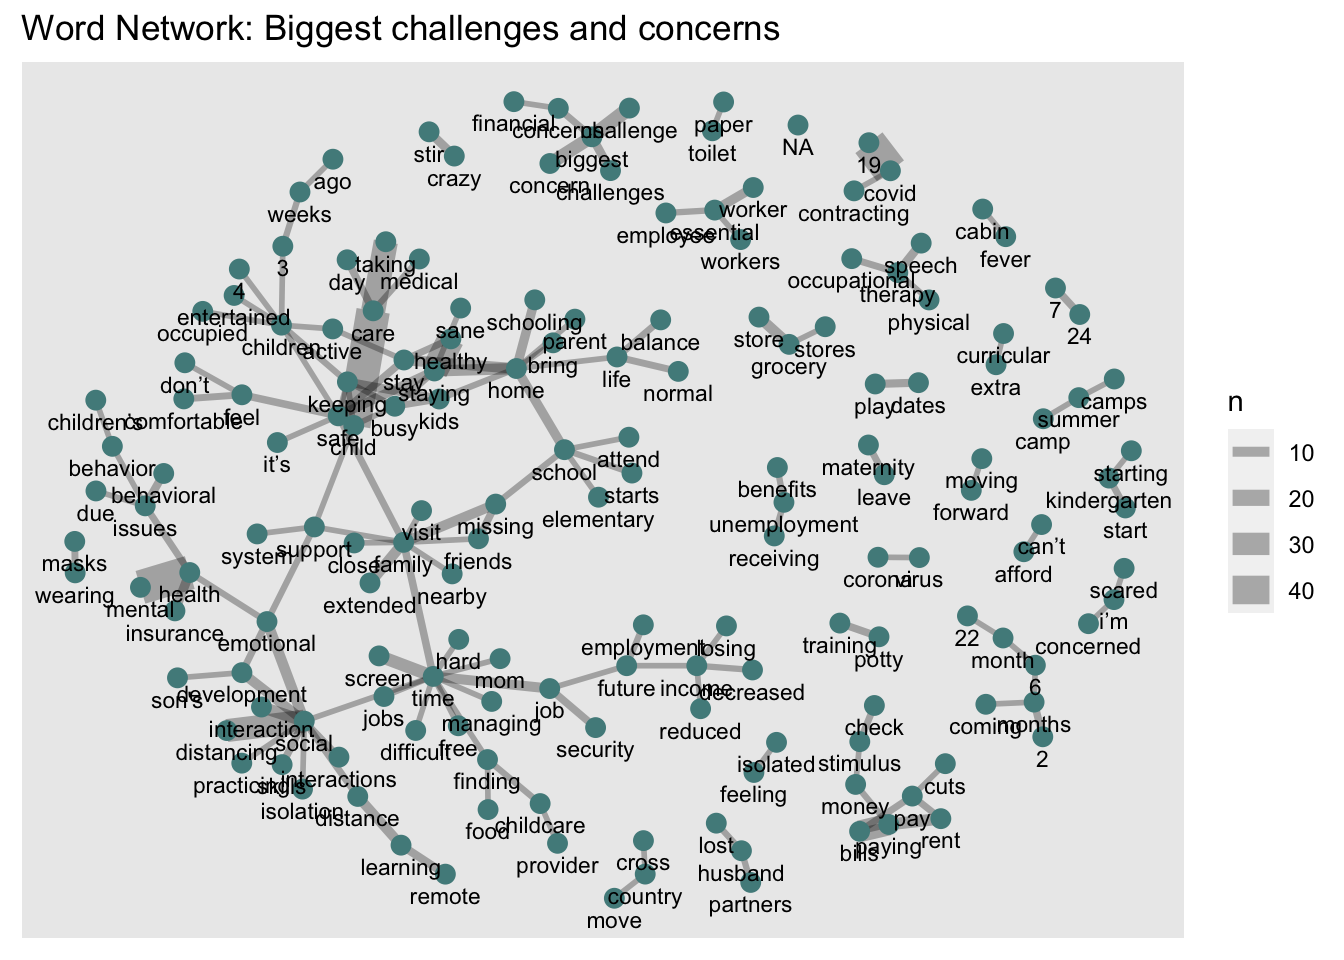 Word Network: Biggest challenges and concerns
financial
concerns
challenge
biggest
concern
challenges
paper
toilet
NA
stir
crazy
19
covid
contracting
ago
weeks
3
worker
employee
essential
workers
cabin
fever
taking
day
medical
4
entertained
occupied
children
active
care
sane
healthy
schooling
parent
bring
home
balance
life
normal
occupational
speech
therapy
physical
store
stores
grocery
7
24
curricular
extra
don't
comfortable
feel
stay
staying
keeping
busy
kids
safe
child
it's
play
dates
camps
summer
camp
children's
behavior
behavioral
due
issues
school
attend
starts
elementary
maternity
leave
moving
forward
starting
kindergarten
start
benefits
unemployment
receiving
masks
wearing
mental
health
insurance
system
support
close
visit
family
missing
friends
extended
nearby
corona
virus
can't
afford
scared
i'm
concerned
emotional
son's
development
interaction
distancing
social
practicing
skills
interactions
isolation
distance
hard
screen
mom
time
jobs
managing
difficult
free
job
security
employment
losing
future
income
decreased
reduced
training
potty
22
month
6
coming
months
2
finding
food
childcare
provider
learning
remote
isolated
feeling
check
stimulus
money
cuts
pay
paying
bills
rent
lost
husband
partners
cross
country
move
n
10
20
30
40